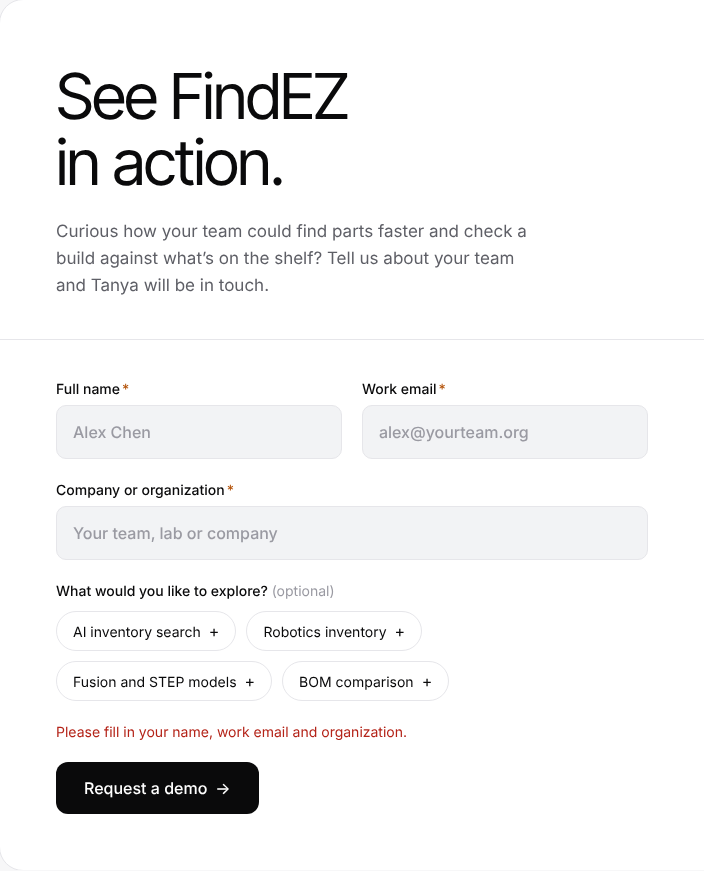 See FindEZ
in action.
Curious how your team could find parts faster and check a
build against what’s on the shelf? Tell us about your team
and Tanya will be in touch.
Full name*
Work email*
Alex Chen
alex@yourteam.org
Company or organization*
Your team, lab or company
What would you like to explore? (optional)
AI inventory search +
Robotics inventory +
Fusion and STEP models +
BOM comparison +
Please fill in your name, work email and organization.
Request a demo →